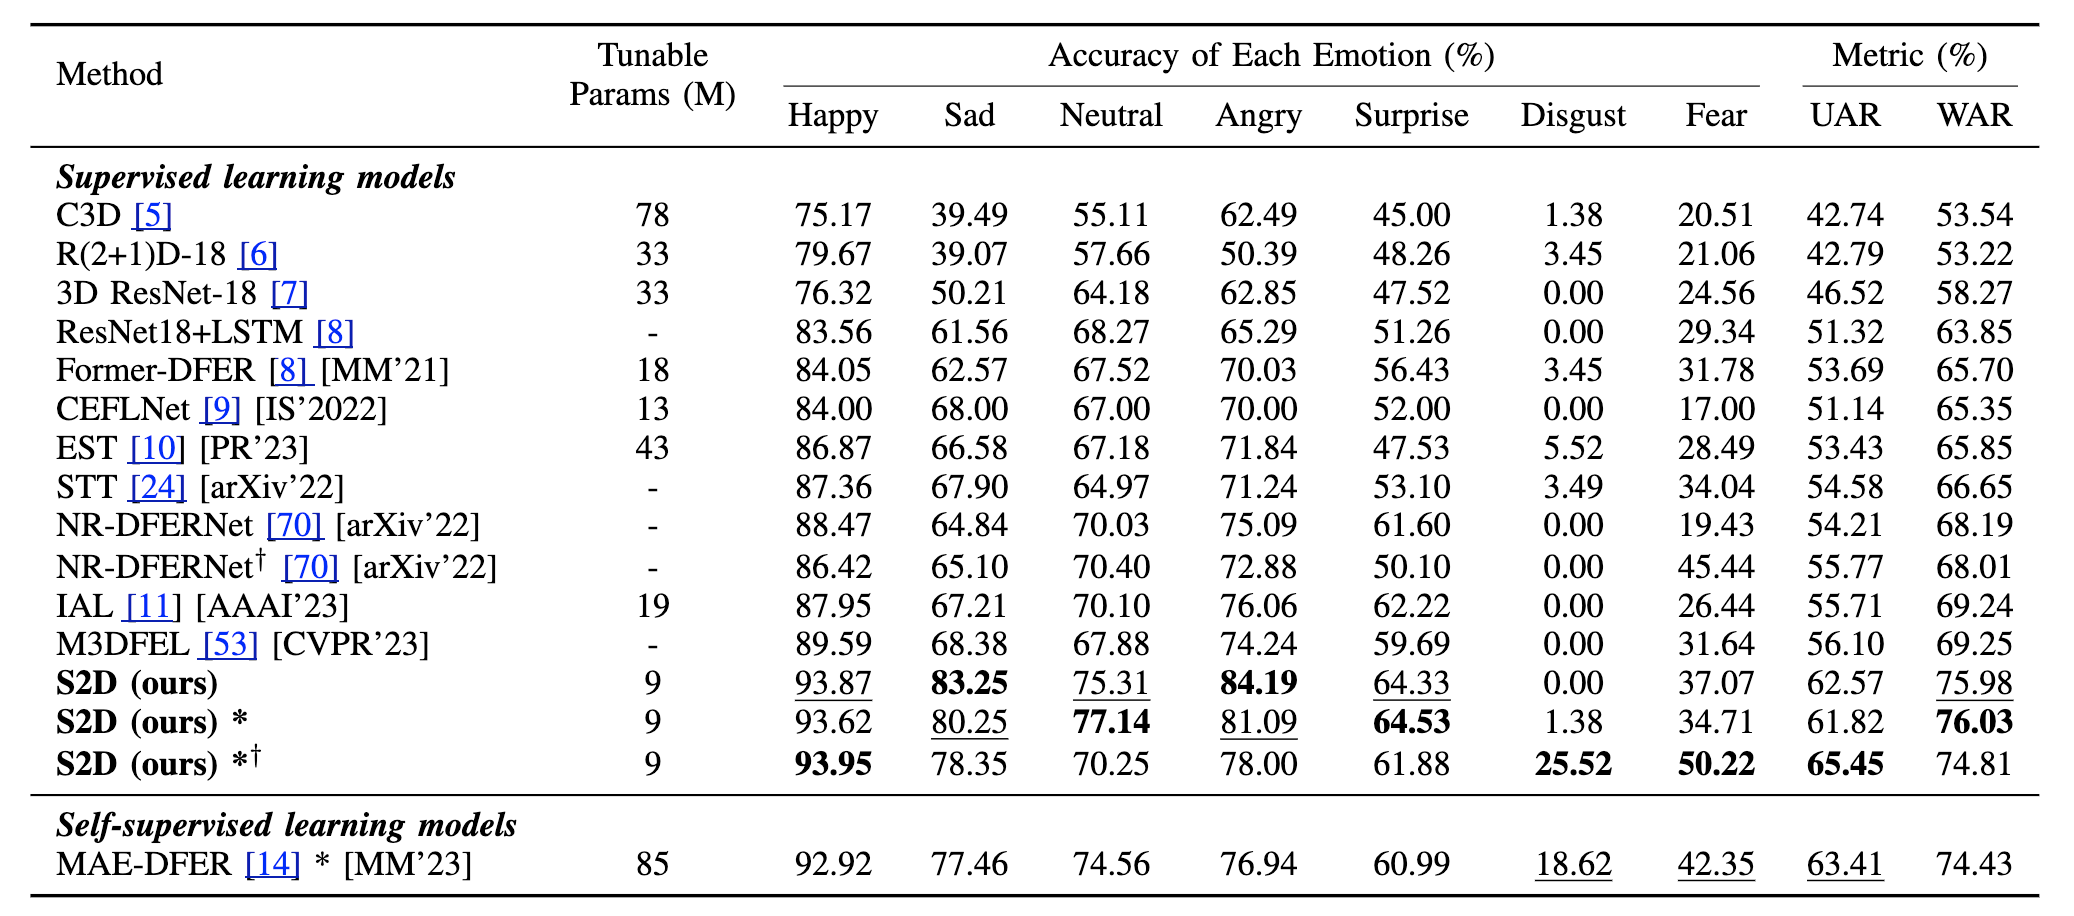 Method Tunable Params (M) Accuracy of Each Emotion (%) Metric (%)
Happy Sad Neutral Angry Surprise Disgust Fear UAR WAR
Supervised learning models
C3D [5] 78 75.17 39.49 55.11 62.49 45.00 1.38 20.51 42.74 53.54
R(2+1)D-18 [6] 33 79.67 39.07 57.66 50.39 48.26 3.45 21.06 42.79 53.22
3D ResNet-18 [7] 33 76.32 50.21 64.18 62.85 47.52 0.00 24.56 46.52 58.27
ResNet18+LSTM [8] - 83.56 61.56 68.27 65.29 51.26 0.00 29.34 51.32 63.85
Former-DFER [8] [MM’21] 18 84.05 62.57 67.52 70.03 56.43 3.45 31.78 53.69 65.70
CEFLNet [9] [IS’2022] 13 84.00 68.00 67.00 70.00 52.00 0.00 17.00 51.14 65.35
EST [10] [PR’23] 43 86.87 66.58 67.18 71.84 47.53 5.52 28.49 53.43 65.85
STT [24] [arXiv’22] - 87.36 67.90 64.97 71.24 53.10 3.49 34.04 54.58 66.65
NR-DFERNet [70] [arXiv’22] - 88.47 64.84 70.03 75.09 61.60 0.00 19.43 54.21 68.19
NR-DFERNet† [70] [arXiv’22] - 86.42 65.10 70.40 72.88 50.10 0.00 45.44 55.77 68.01
IAL [11] [AAAI’23] 19 87.95 67.21 70.10 76.06 62.22 0.00 26.44 55.71 69.24
M3DFEL [53] [CVPR’23] - 89.59 68.38 67.88 74.24 59.69 0.00 31.64 56.10 69.25
S2D (ours) 9 93.87 83.25 75.31 84.19 64.33 0.00 37.07 62.57 75.98
S2D (ours) * 9 93.62 80.25 77.14 81.09 64.53 1.38 34.71 61.82 76.03
S2D (ours) *† 9 93.95 78.35 70.25 78.00 61.88 25.52 50.22 65.45 74.81
Self-supervised learning models
MAE-DFER [14] * [MM’23] 85 92.92 77.46 74.56 76.94 60.99 18.62 42.35 63.41 74.43